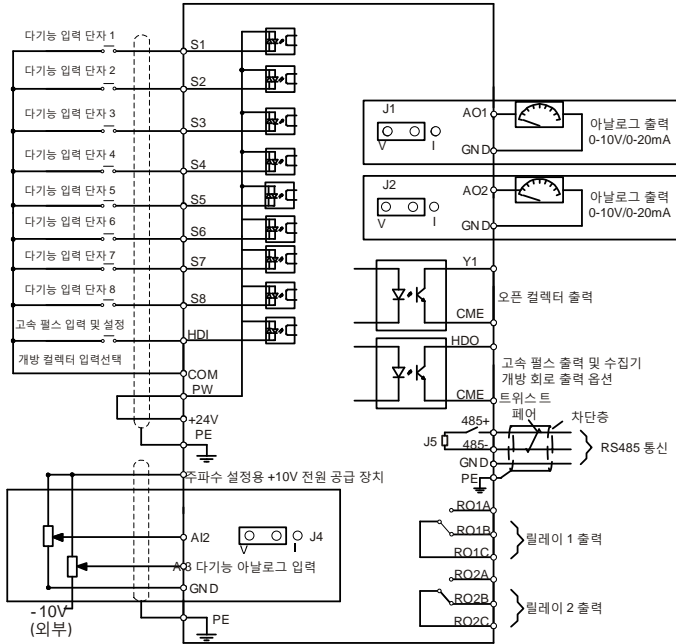 다기능 입력 단자 1
S1
다기능 입력 단자 2
S2
다기능 입력 단자 3
S3
다기능 입력 단자 4
S4
다기능 입력 단자 5
S5
다기능 입력 단자 6
S6
다기능 입력 단자 7
S7
다기능 입력 단자 8
S8
고속 펄스 입력 및 설정
HDI
개방 컬렉터 입력선택
COM
PW
+24V
PE
주파수 설정용 +10V 전원 공급 장치
AI2
V
I
J4
다기능 아날로그 입력
GND
-10V
(외부)
PE
J1
V
I
AO1
GND
아날로그 출력
0-10V/0-20mA
J2
V
I
AO2
GND
아날로그 출력
0-10V/0-20mA
Y1
CME
오픈 컬렉터 출력
HDO
CME
고속 펄스 출력 및 수집기
개방 회로 출력 옵션
트위스트
페어
차단층
485+
J5
485-
GND
PE
RS485 통신
RO1A
RO1B
RO1C
릴레이 1 출력
RO2A
RO2B
RO2C
릴레이 2 출력